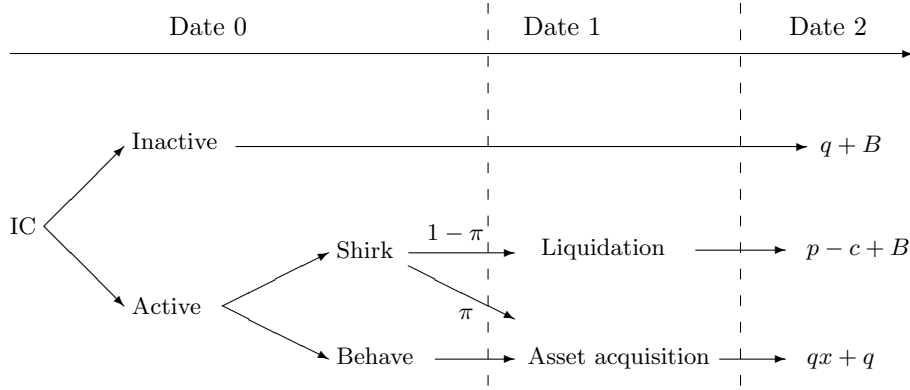 Date 0 Date 1 Date 2
Inactive q + B
IC
Shirk 1 − π Liquidation p − c + B
Active
π
Behave Asset acquisition qx + q